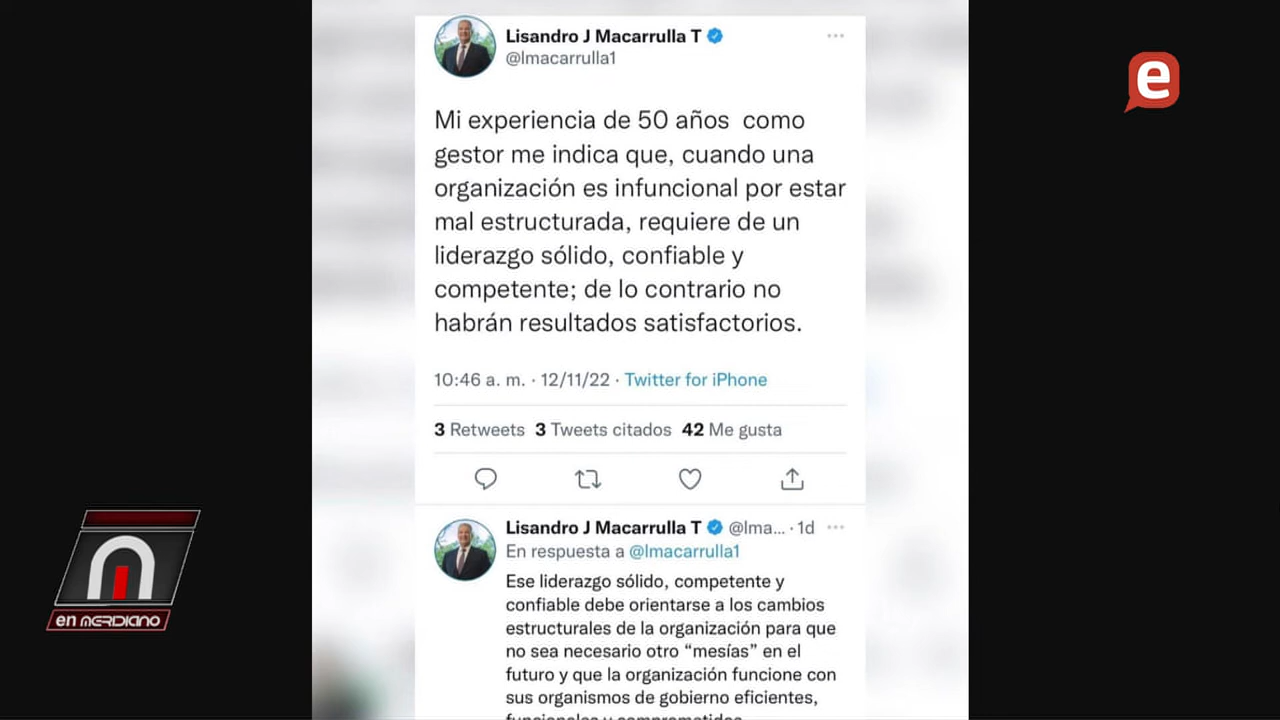 Lisandro J Macarrulla T
@lmacarrulla1
e
Mi experiencia de 50 años como
gestor me indica que, cuando una
organización es infuncional por estar
mal estructurada, requiere de un
liderazgo sólido, confiable y
competente; de lo contrario no
habrán resultados satisfactorios.
10:46 a. m. · 12/11/22 · Twitter for iPhone
3 Retweets 3 Tweets citados 42 Me gusta
Lisandro J Macarrulla T @lma... · 1d
En respuesta a @lmacarrulla1
Ese liderazgo sólido, competente y
confiable debe orientarse a los cambios
estructurales de la organización para que
no sea necesario otro “mesías” en el
futuro y que la organización funcione con
sus organismos de gobierno eficientes,
funcionales y comprometidos
en MERIDIANO